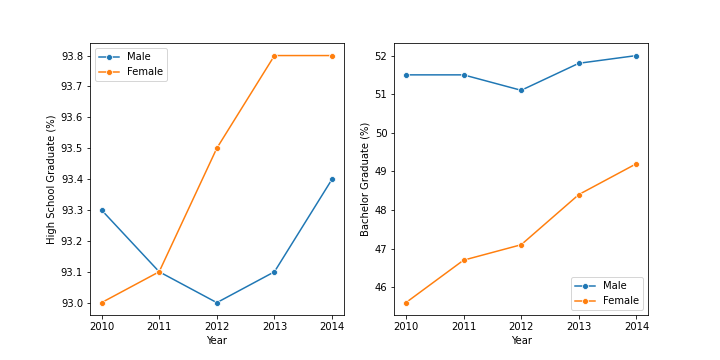 High School Graduate (%)
93.8
93.7
93.6
93.5
93.4
93.3
93.2
93.1
93.0
Male
Female
2010 2011 2012 2013 2014
Year
Bachelor Graduate (%)
52
51
50
49
48
47
46
Male
Female
2010 2011 2012 2013 2014
Year